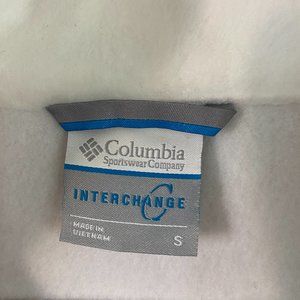 Columbia
Sportswear Company
INTERCHANGE
MADE IN
VIETNAM
S